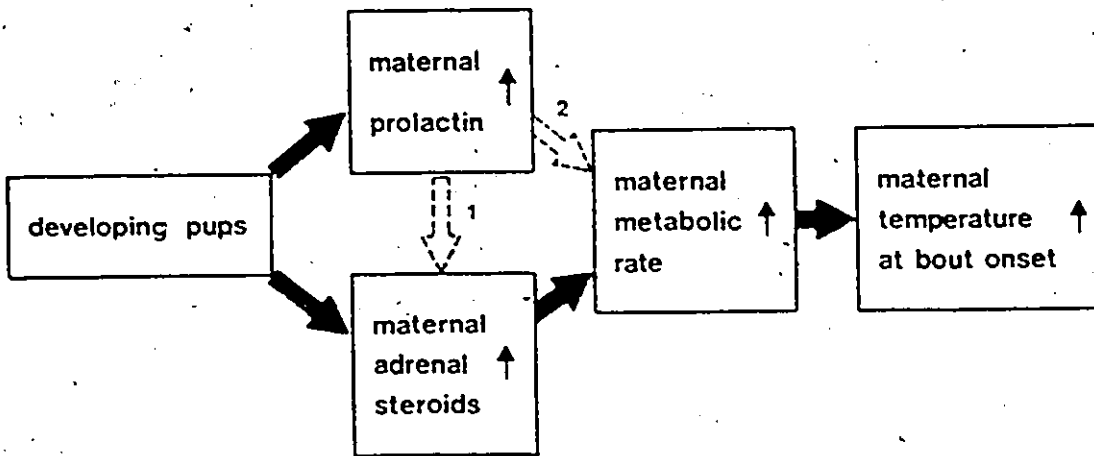 maternal ↑
prolactin
2
developing pups
1
maternal
metabolic ↑
rate
maternal
temperature ↑
at bout onset
maternal
adrenal ↑
steroids